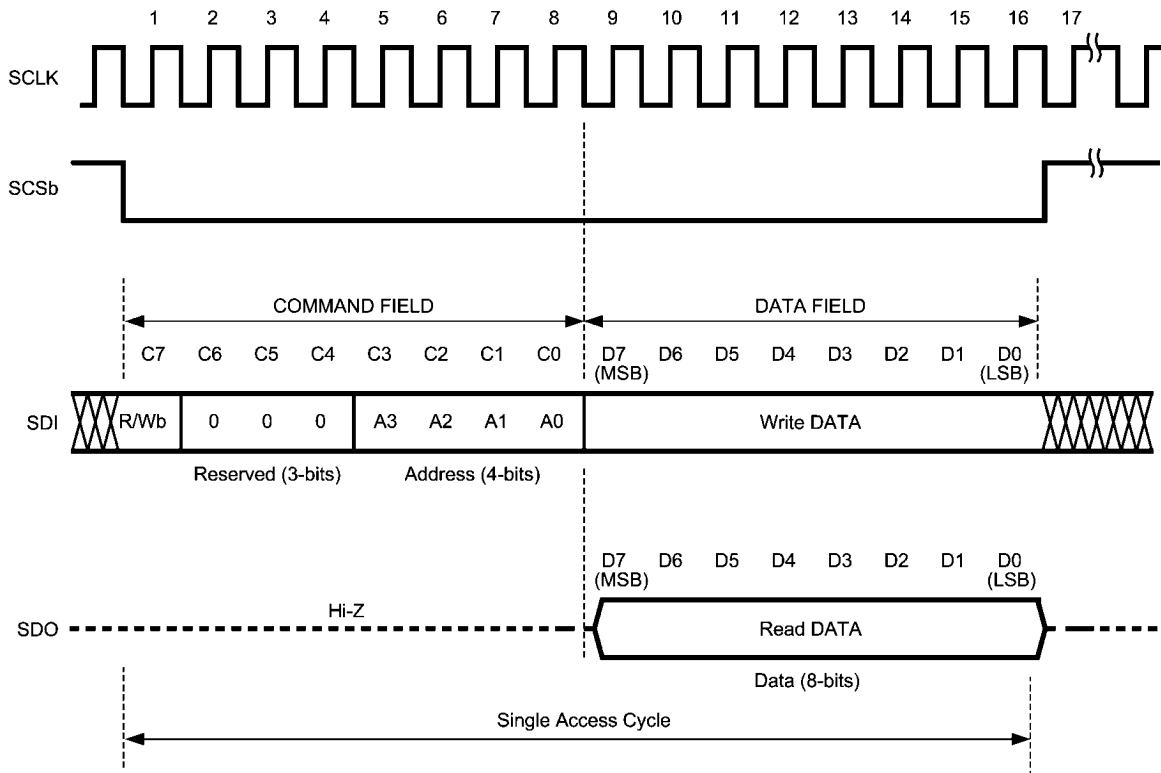 1 2 3 4 5 6 7 8 9 10 11 12 13 14 15 16 17
SCLK
SCSb
COMMAND FIELD DATA FIELD
C7 C6 C5 C4 C3 C2 C1 C0 D7 D6 D5 D4 D3 D2 D1 D0
(MSB) (LSB)
SDI R/Wb 0 0 0 A3 A2 A1 A0 Write DATA
Reserved (3-bits) Address (4-bits)
D7 D6 D5 D4 D3 D2 D1 D0
(MSB) (LSB)
Hi-Z
SDO Read DATA
Data (8-bits)
Single Access Cycle